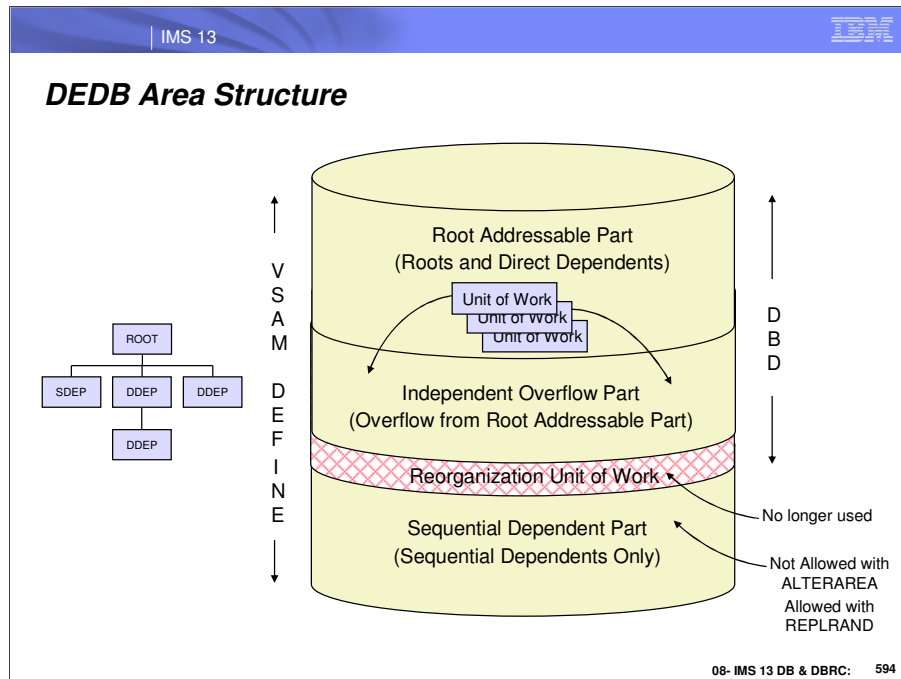 IMS 13
IBM
DEDB Area Structure
Root Addressable Part
(Roots and Direct Dependents)
Unit of Work
Unit of Work
Unit of Work
Independent Overflow Part
(Overflow from Root Addressable Part)
Reorganization Unit of Work
Sequential Dependent Part
(Sequential Dependents Only)
VSAM DEFINE
DBD
ROOT
SDEP
DDEP
DDEP
DDEP
No longer used
Not Allowed with
ALTERAREA
Allowed with
REPLRAND
08- IMS 13 DB & DBRC: 594